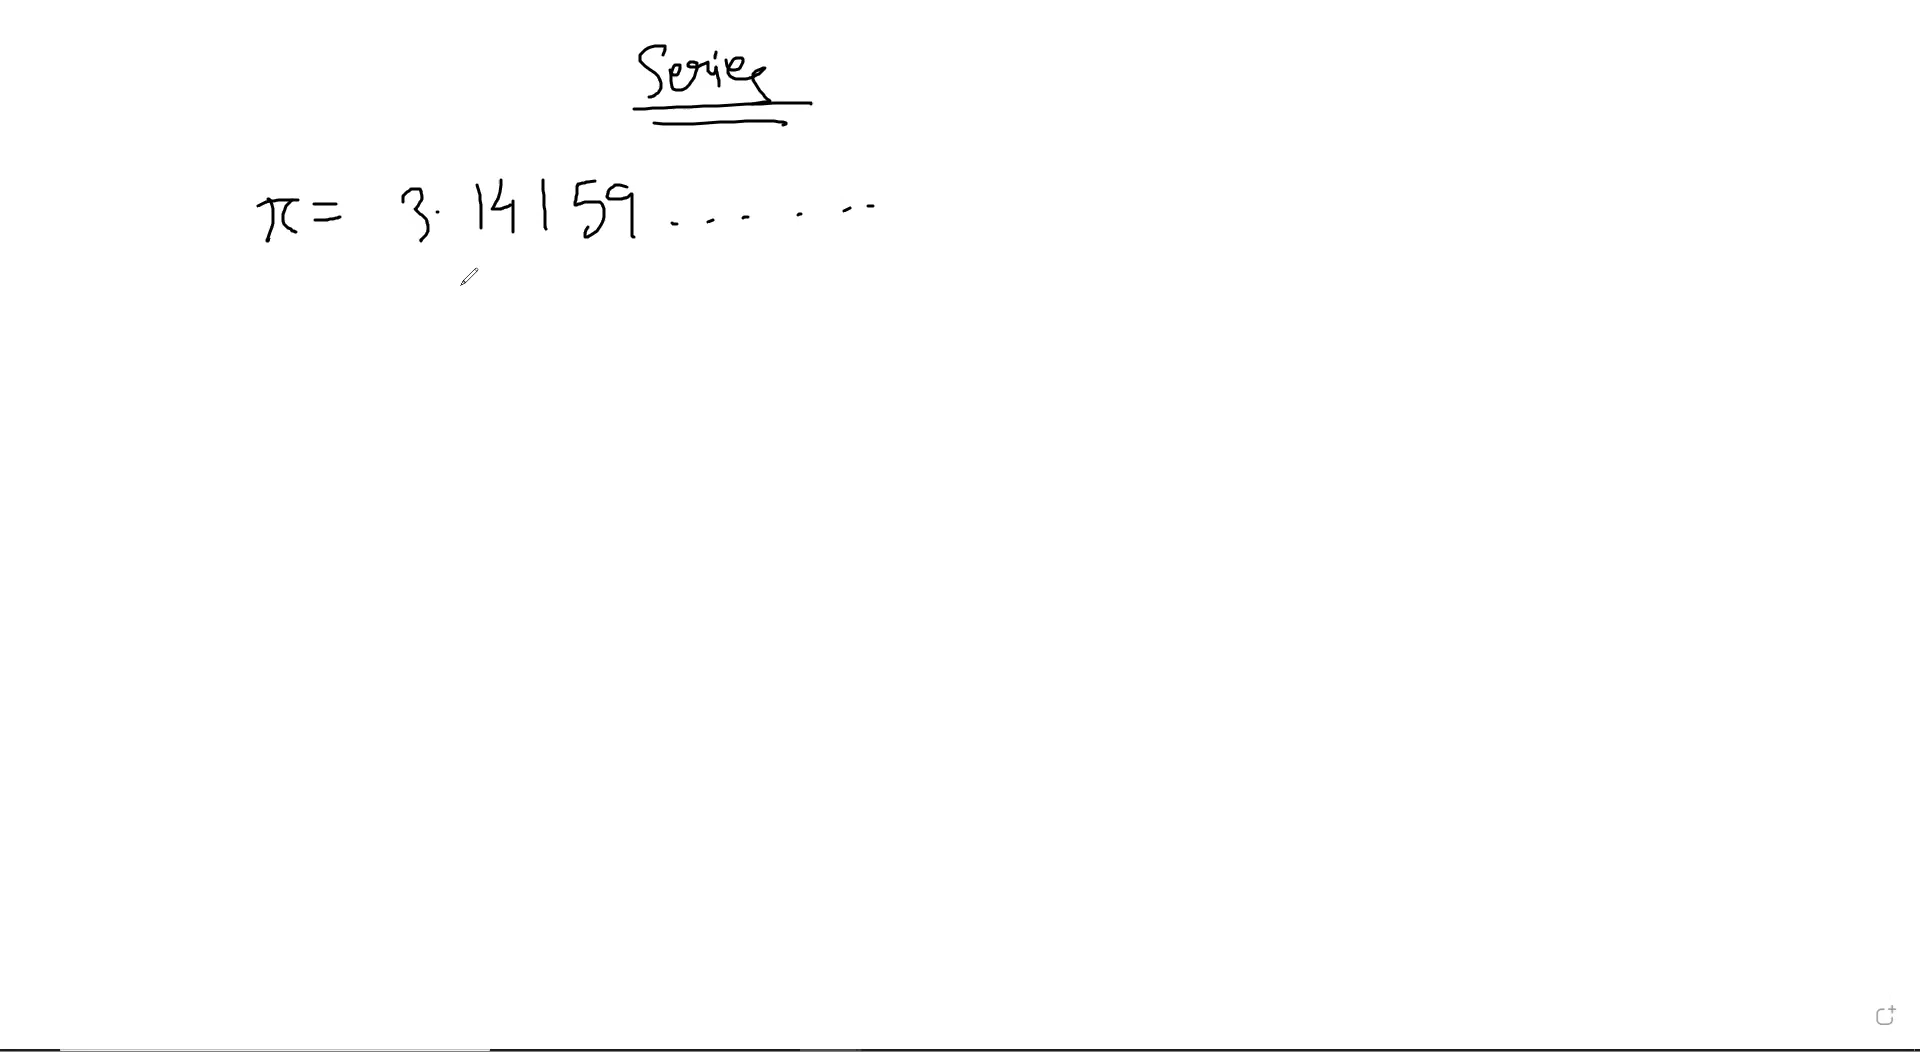 Series
π = 3.14159.......